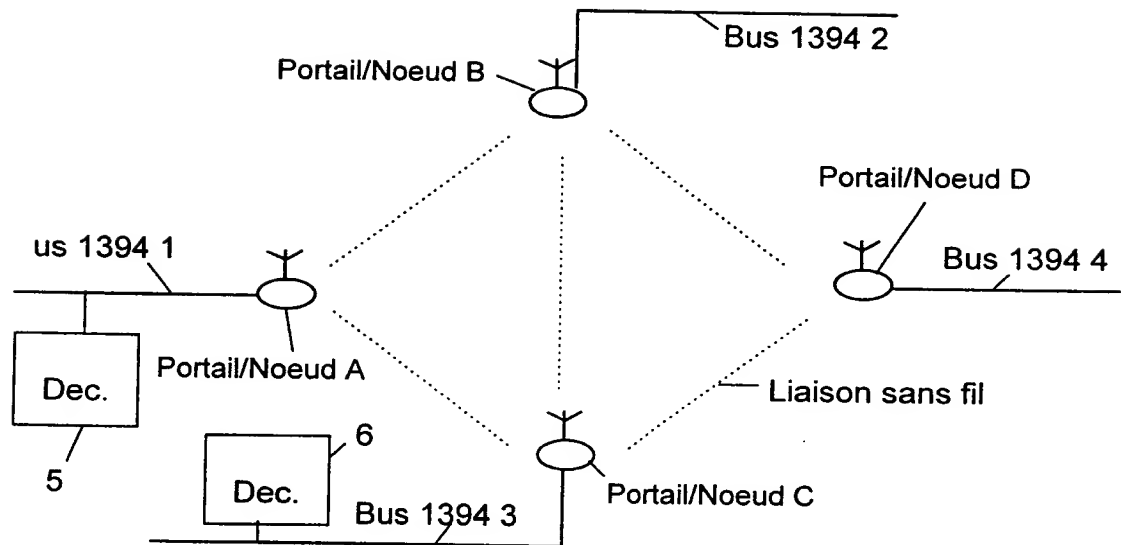 Bus 1394 2
Portail/Noeud B
Portail/Noeud D
us 1394 1
Bus 1394 4
Portail/Noeud A
Dec.
Liaison sans fil
5
6
Dec.
Portail/Noeud C
Bus 1394 3